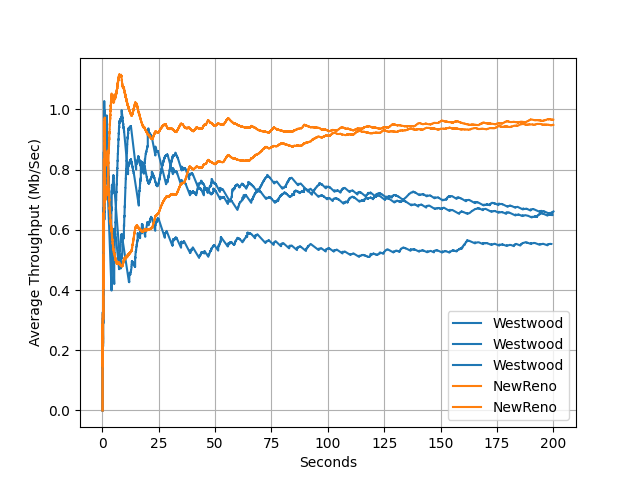 Average Throughput (Mb/Sec)
1.0
0.8
0.6
0.4
0.2
0.0
Westwood
Westwood
Westwood
NewReno
NewReno
0 25 50 75 100 125 150 175 200
Seconds